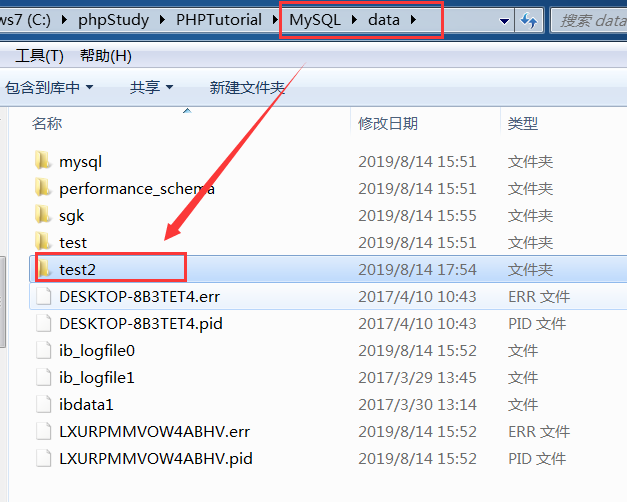 ws7 (C:) phpStudy PHPTutorial MySQL data 搜索 data
工具(T) 帮助(H)
包含到库中 共享 新建文件夹
名称 修改日期 类型
mysql 2019/8/14 15:51 文件夹
performance_schema 2019/8/14 15:51 文件夹
sgk 2019/8/14 15:55 文件夹
test 2019/8/14 15:51 文件夹
test2 2019/8/14 17:54 文件夹
DESKTOP-8B3TET4.err 2017/4/10 10:43 ERR 文件
DESKTOP-8B3TET4.pid 2017/4/10 10:43 PID 文件
ib_logfile0 2019/8/14 15:52 文件
ib_logfile1 2017/3/29 13:45 文件
ibdata1 2017/3/30 13:14 文件
LXURPMMVOW4ABHV.err 2019/8/14 15:52 ERR 文件
LXURPMMVOW4ABHV.pid 2019/8/14 15:52 PID 文件